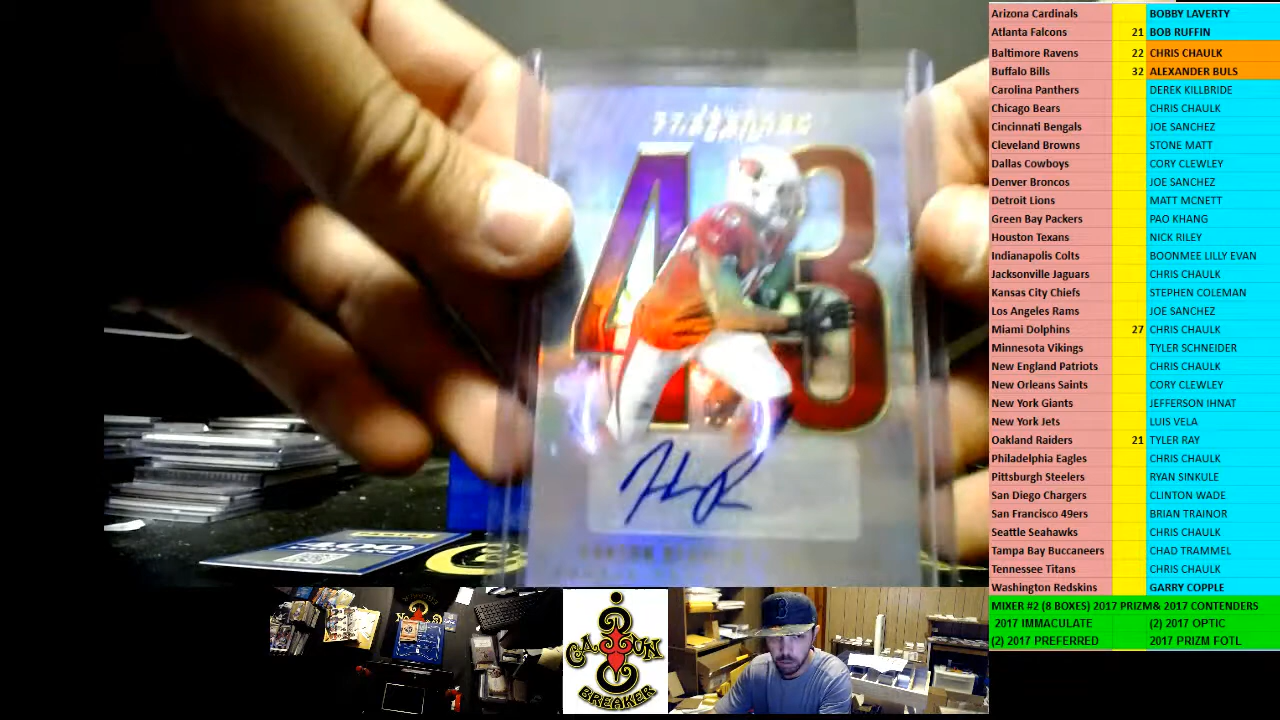 43
Arizona Cardinals BOBBY LAVERTY
Atlanta Falcons 21 BOB RUFFIN
Baltimore Ravens 22 CHRIS CHAULK
Buffalo Bills 32 ALEXANDER BULS
Carolina Panthers DEREK KILLBRIDE
Chicago Bears CHRIS CHAULK
Cincinnati Bengals JOE SANCHEZ
Cleveland Browns STONE MATT
Dallas Cowboys CORY CLEWLEY
Denver Broncos JOE SANCHEZ
Detroit Lions MATT MCNETT
Green Bay Packers PAO KHANG
Houston Texans NICK RILEY
Indianapolis Colts BOONMEE LILLY EVAN
Jacksonville Jaguars CHRIS CHAULK
Kansas City Chiefs STEPHEN COLEMAN
Los Angeles Rams JOE SANCHEZ
Miami Dolphins 27 CHRIS CHAULK
Minnesota Vikings TYLER SCHNEIDER
New England Patriots CHRIS CHAULK
New Orleans Saints CORY CLEWLEY
New York Giants JEFFERSON IHNAT
New York Jets LUIS VELA
Oakland Raiders 21 TYLER RAY
Philadelphia Eagles CHRIS CHAULK
Pittsburgh Steelers RYAN SINKULE
San Diego Chargers CLINTON WADE
San Francisco 49ers BRIAN TRAINOR
Seattle Seahawks CHRIS CHAULK
Tampa Bay Buccaneers CHAD TRAMMEL
Tennessee Titans CHRIS CHAULK
Washington Redskins GARRY COPPLE
MIXER #2 (8 BOXES) 2017 PRIZM& 2017 CONTENDERS
2017 IMMACULATE (2) 2017 OPTIC
(2) 2017 PREFERRED 2017 PRIZM FOTL
CAJUN
BREAKER